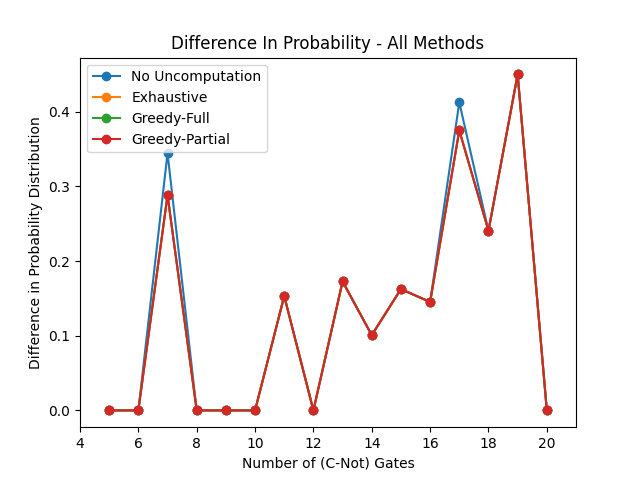 Difference In Probability - All Methods
No Uncomputation
Exhaustive
Greedy-Full
Greedy-Partial
Difference in Probability Distribution
0.4
0.3
0.2
0.1
0.0
4 6 8 10 12 14 16 18 20
Number of (C-Not) Gates